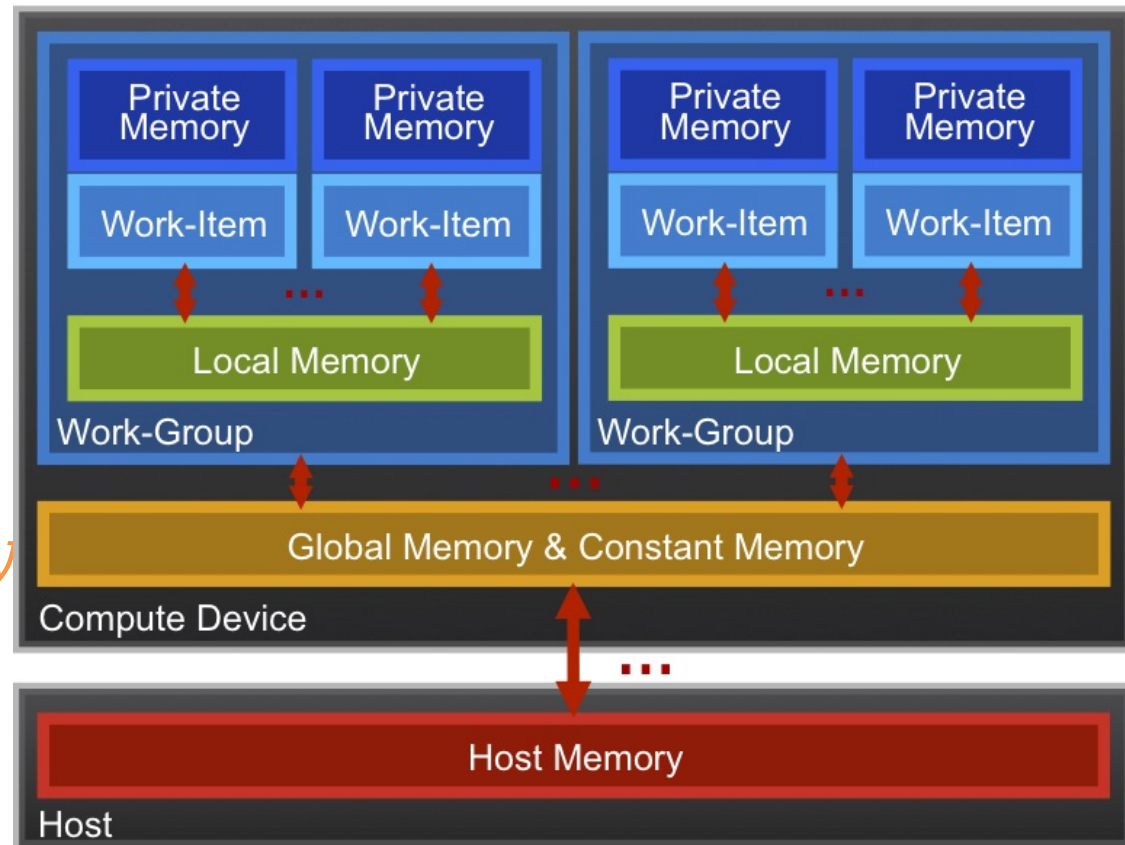 Private
Memory
Private
Memory
Private
Memory
Private
Memory
Work-Item
Work-Item
Work-Item
Work-Item
...
...
Local Memory
Local Memory
Work-Group
Work-Group
...
Global Memory & Constant Memory
Compute Device
...
Host Memory
Host